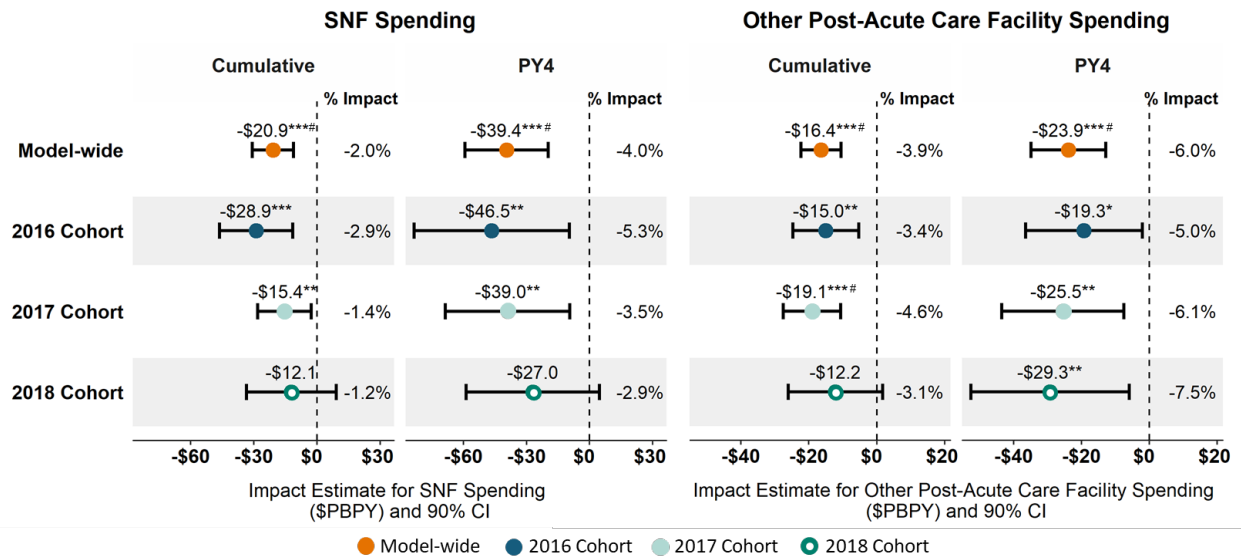 SNF Spending Other Post-Acute Care Facility Spending
Cumulative PY4 Cumulative PY4
% Impact % Impact % Impact % Impact
-$20.9***# -$39.4***# -$16.4***# -$23.9***#
Model-wide -2.0% -4.0% -3.9% -6.0%
-$28.9*** -$46.5** -$15.0** -$19.3*
2016 Cohort -2.9% -5.3% -3.4% -5.0%
-$15.4** -$39.0** -$19.1***# -$25.5**
2017 Cohort -1.4% -3.5% -4.6% -6.1%
-$12.1 -$27.0 -$12.2 -$29.3**
2018 Cohort -1.2% -2.9% -3.1% -7.5%
-$60 -$30 $0 $30 -$60 -$30 $0 $30 -$40 -$20 $0 $20 -$40 -$20 $0 $20
Impact Estimate for SNF Spending Impact Estimate for Other Post-Acute Care Facility Spending
($PBPY) and 90% CI ($PBPY) and 90% CI
Model-wide 2016 Cohort 2017 Cohort 2018 Cohort